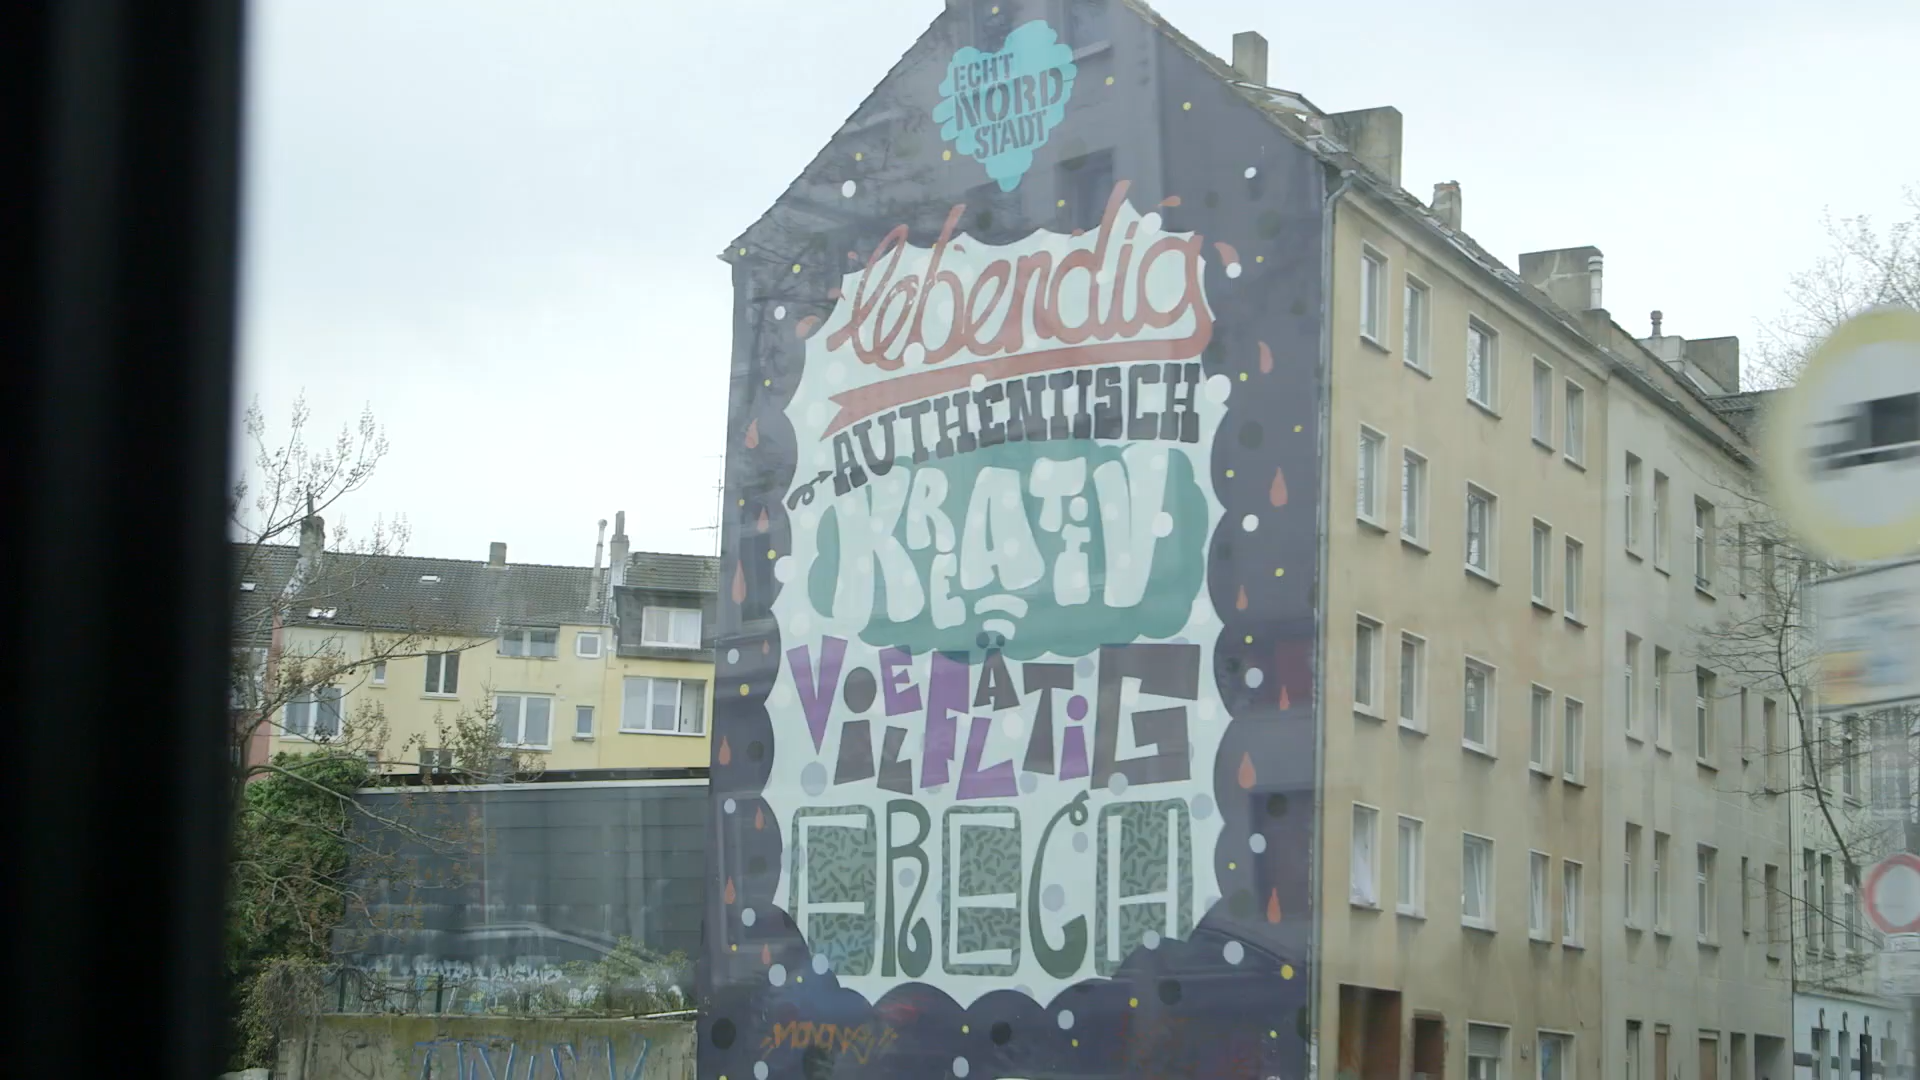 ECHT
NORD
STADT
lebendig
AUTHENTISCH
KREATiV
ViELFÄLTiG
FRECH